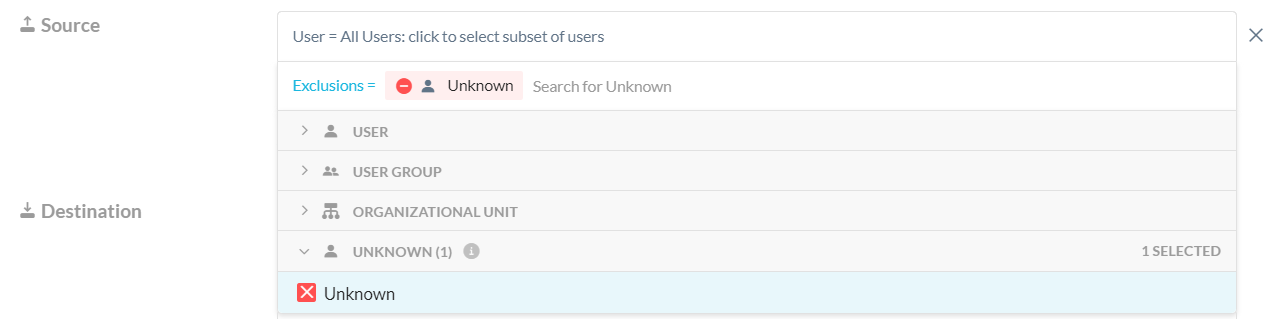 Source
User = All Users: click to select subset of users
Exclusions = Unknown Search for Unknown
USER
USER GROUP
Destination
ORGANIZATIONAL UNIT
UNKNOWN (1) 1 SELECTED
Unknown